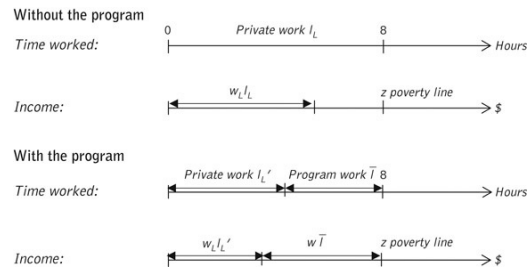 Without the program
0 Private work l_L 8
Time worked: Hours
w_L l_L z poverty line
Income: $
With the program
Private work l_L′ Program work l̅ 8
Time worked: Hours
w_L l_L′ w l̅ z poverty line
Income: $